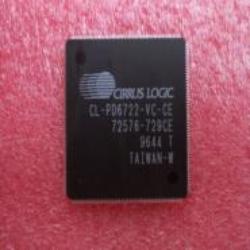 CIRRUS LOGIC
CL-PD6722-VC-CE
72576-729CE
9644 T
TAIWAN-W